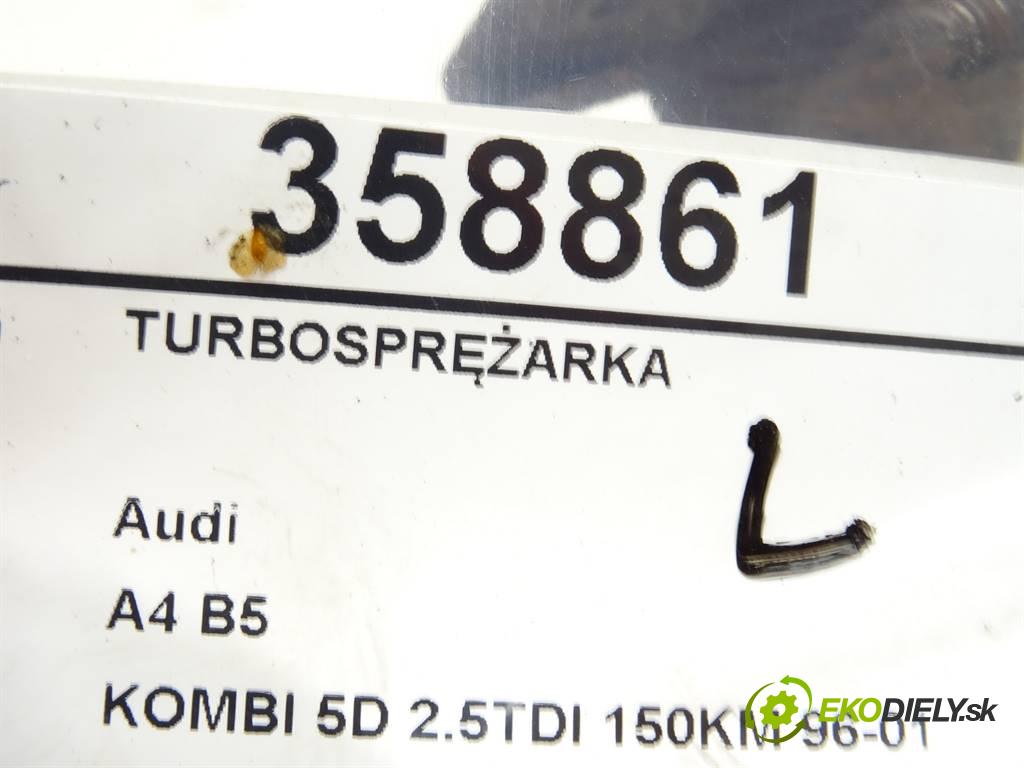 358861
TURBOSPRĘŻARKA
L
Audi
A4 B5
KOMBI 5D 2.5TDI 150KM 96-01
EKODIELY.sk